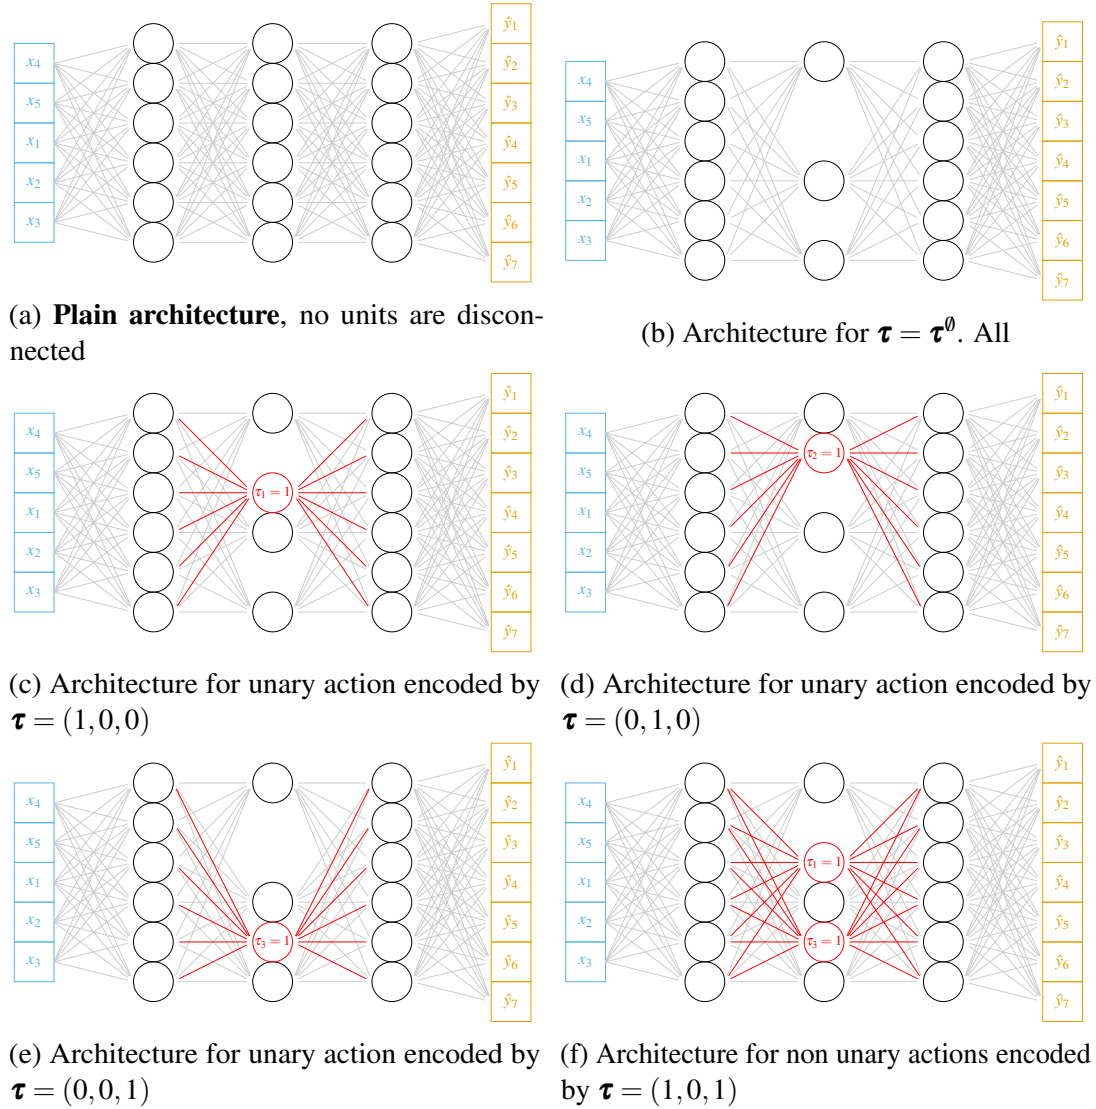 x4
x5
x1
x2
x3
ŷ1
ŷ2
ŷ3
ŷ4
ŷ5
ŷ6
ŷ7
(a) Plain architecture, no units are discon-
nected
x4
x5
x1
x2
x3
ŷ1
ŷ2
ŷ3
ŷ4
ŷ5
ŷ6
ŷ7
(b) Architecture for τ = τ^∅. All
x4
x5
x1
x2
x3
τ1 = 1
ŷ1
ŷ2
ŷ3
ŷ4
ŷ5
ŷ6
ŷ7
(c) Architecture for unary action encoded by
τ = (1,0,0)
x4
x5
x1
x2
x3
τ2 = 1
ŷ1
ŷ2
ŷ3
ŷ4
ŷ5
ŷ6
ŷ7
(d) Architecture for unary action encoded by
τ = (0,1,0)
x4
x5
x1
x2
x3
τ3 = 1
ŷ1
ŷ2
ŷ3
ŷ4
ŷ5
ŷ6
ŷ7
(e) Architecture for unary action encoded by
τ = (0,0,1)
x4
x5
x1
x2
x3
τ1 = 1
τ3 = 1
ŷ1
ŷ2
ŷ3
ŷ4
ŷ5
ŷ6
ŷ7
(f) Architecture for non unary actions encoded
by τ = (1,0,1)